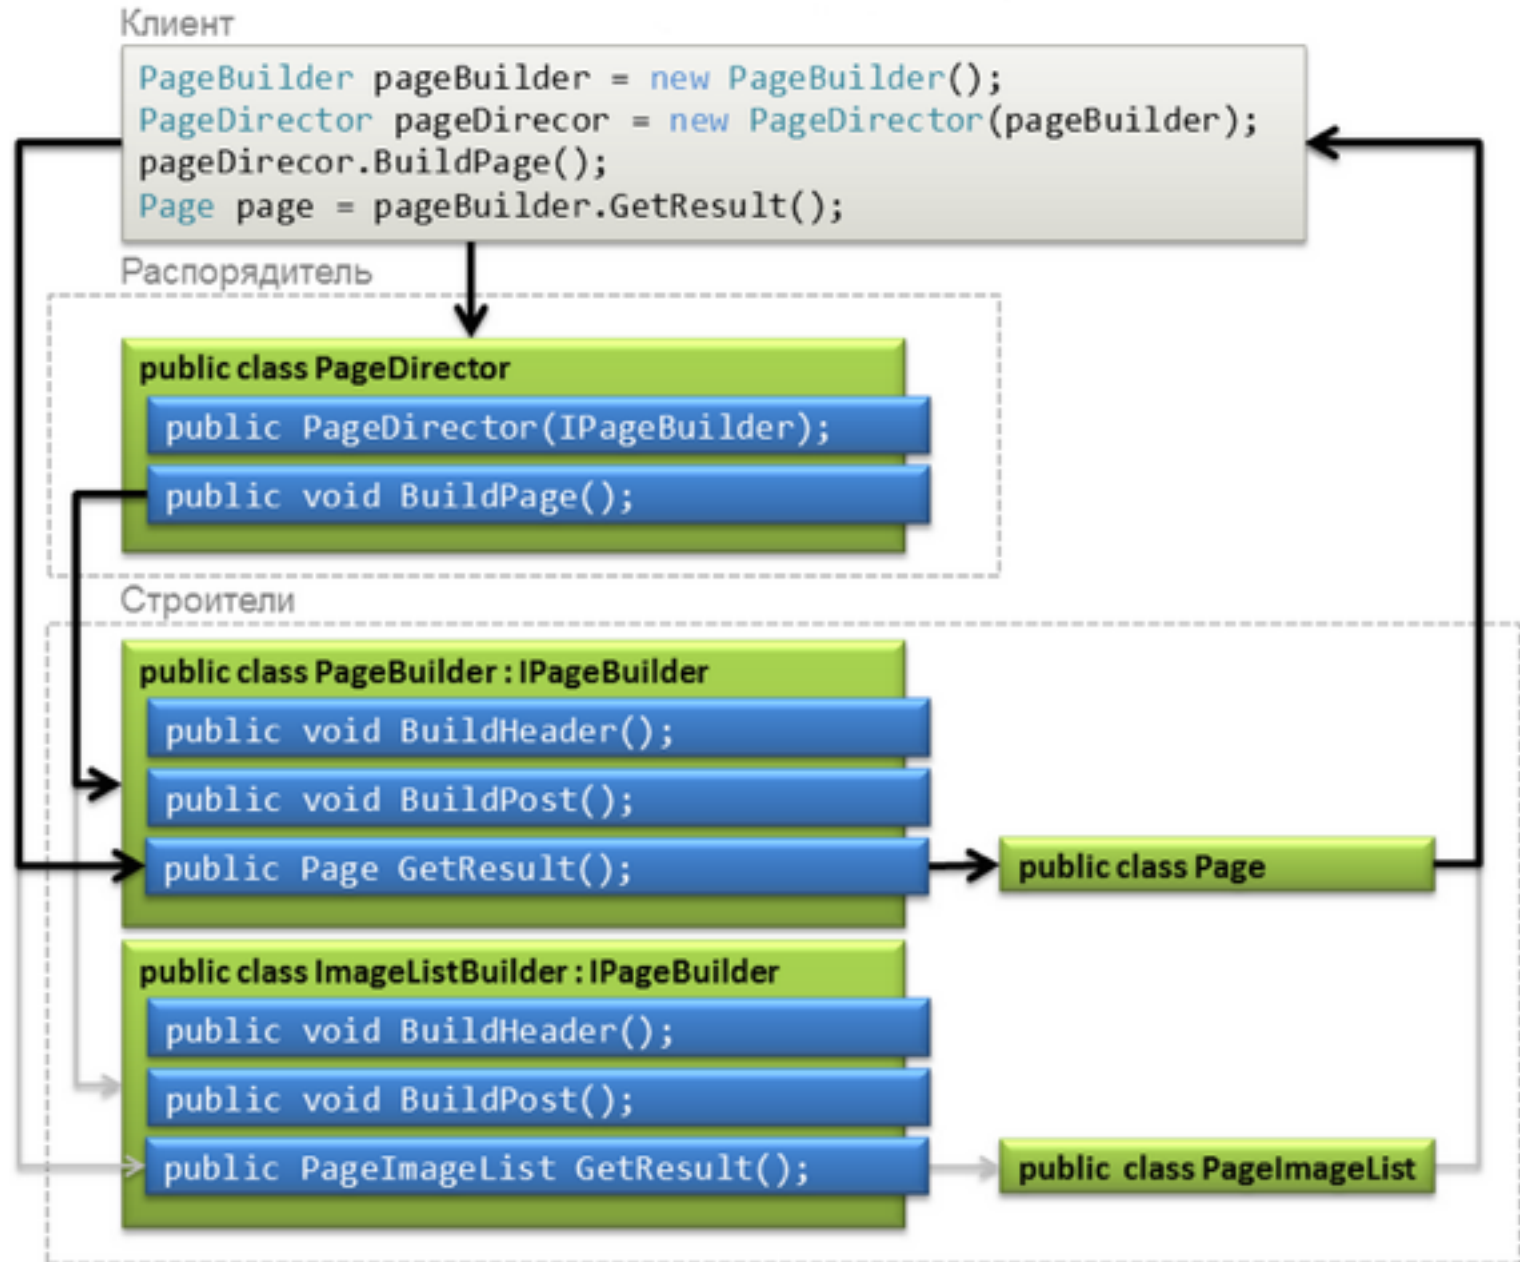 Клиент
PageBuilder pageBuilder = new PageBuilder();
PageDirector pageDirecor = new PageDirector(pageBuilder);
pageDirecor.BuildPage();
Page page = pageBuilder.GetResult();
Распорядитель
public class PageDirector
public PageDirector(IPageBuilder);
public void BuildPage();
Строители
public class PageBuilder : IPageBuilder
public void BuildHeader();
public void BuildPost();
public Page GetResult();
public class Page
public class ImageListBuilder : IPageBuilder
public void BuildHeader();
public void BuildPost();
public PageImageList GetResult();
public class PageImageList